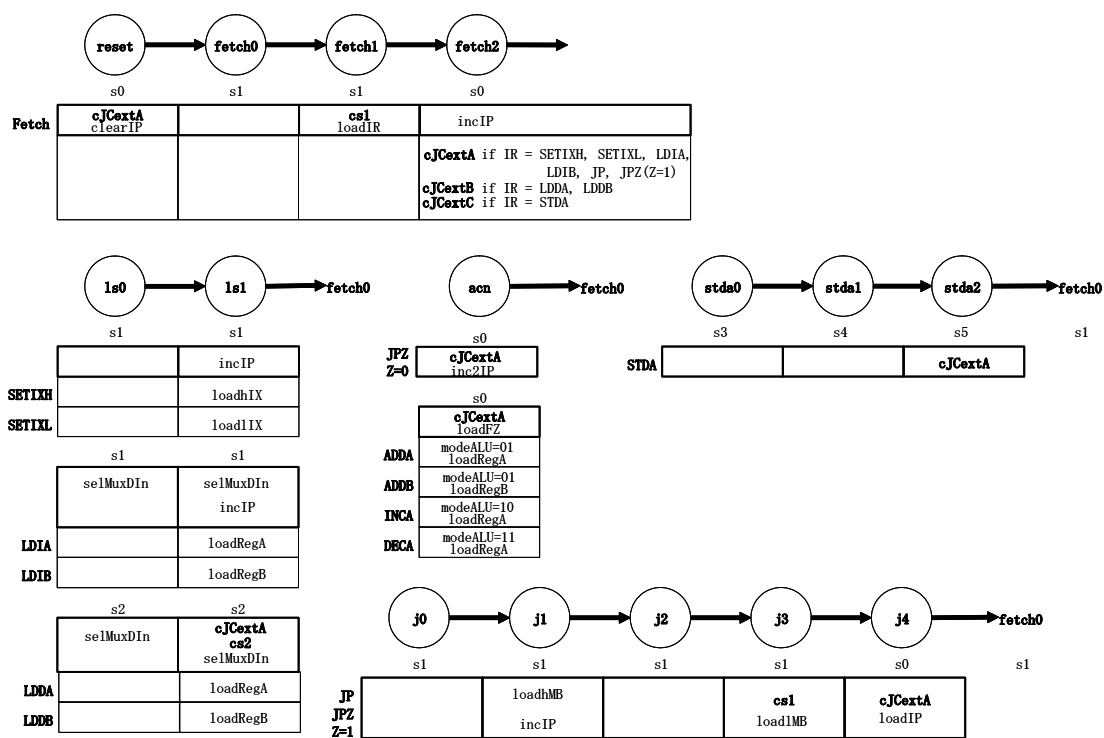 reset fetch0 fetch1 fetch2
s0 s1 s1 s0
Fetch cJCextA cs1 incIP
clearIP loadIR
cJCextA if IR = SETIXH, SETIXL, LDIA,
LDIB, JP, JPZ(Z=1)
cJCextB if IR = LDDA, LDDB
cJCextC if IR = STDA
ls0 ls1 fetch0
s1 s1
incIP
SETIXH loadhIX
SETIXL loadlIX
s1 s1
selMuxDIn selMuxDIn
incIP
LDIA loadRegA
LDIB loadRegB
s2 s2
selMuxDIn cJCextA
cs2
selMuxDIn
LDDA loadRegA
LDDB loadRegB
acn fetch0
s0
JPZ cJCextA
Z=0 inc2IP
s0
cJCextA
loadFZ
ADDA modeALU=01
loadRegA
ADDB modeALU=01
loadRegB
INCA modeALU=10
loadRegA
DECA modeALU=11
loadRegA
stda0 stda1 stda2 fetch0
s3 s4 s5 s1
STDA cJCextA
j0 j1 j2 j3 j4 fetch0
s1 s1 s1 s1 s0 s1
JP loadhMB cs1 cJCextA
JPZ incIP loadlMB loadIP
Z=1